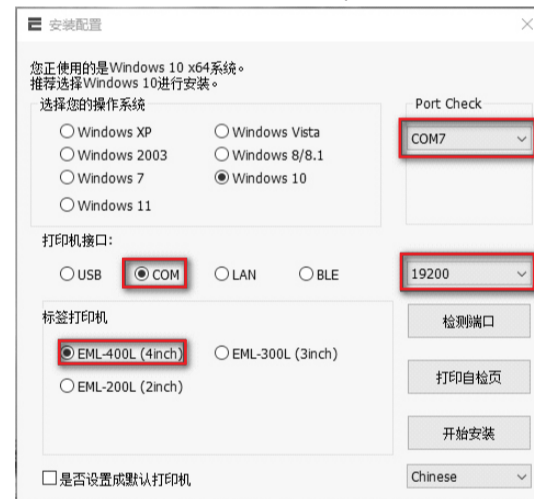 安装配置
您正使用的是Windows 10 x64系统。
推荐选择Windows 10进行安装。
选择您的操作系统
Windows XP
Windows Vista
Windows 2003
Windows 8/8.1
Windows 7
Windows 10
Windows 11
Port Check
COM7
打印机接口：
USB
COM
LAN
BLE
19200
标签打印机
EML-400L (4inch)
EML-300L (3inch)
EML-200L (2inch)
检测端口
打印自检页
开始安装
是否设置成默认打印机
Chinese